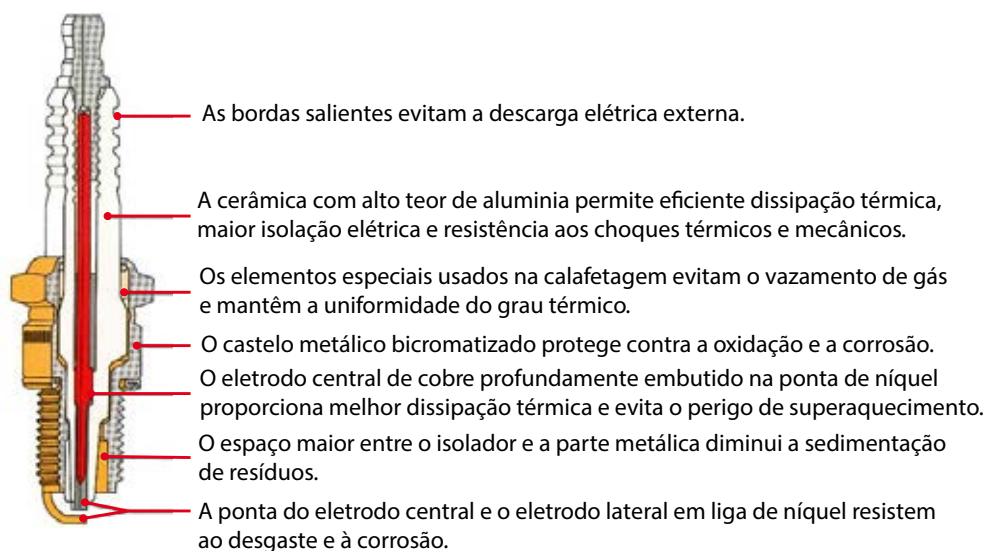 As bordas salientes evitam a descarga elétrica externa.
A cerâmica com alto teor de aluminia permite eficiente dissipação térmica,
maior isolação elétrica e resistência aos choques térmicos e mecânicos.
Os elementos especiais usados na calafetagem evitam o vazamento de gás
e mantêm a uniformidade do grau térmico.
O castelo metálico bicromatizado protege contra a oxidação e a corrosão.
O eletrodo central de cobre profundamente embutido na ponta de níquel
proporciona melhor dissipação térmica e evita o perigo de superaquecimento.
O espaço maior entre o isolador e a parte metálica diminui a sedimentação
de resíduos.
A ponta do eletrodo central e o eletrodo lateral em liga de níquel resistem
ao desgaste e à corrosão.